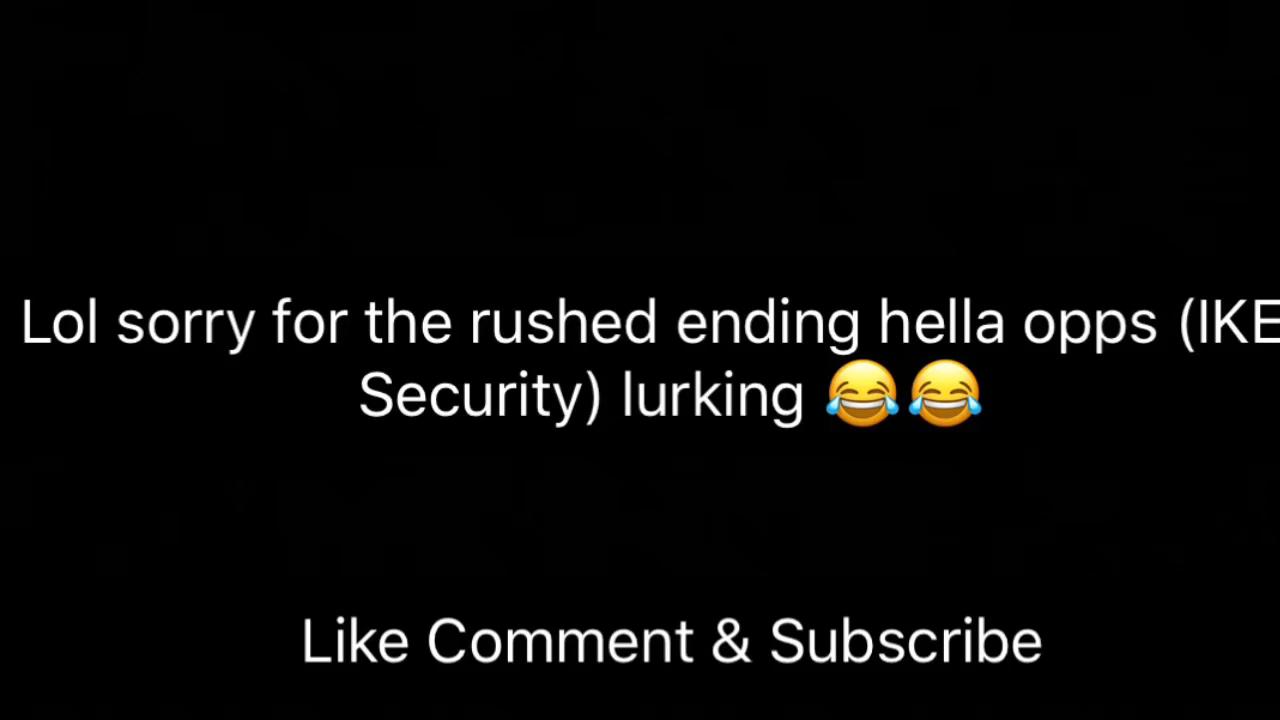 Lol sorry for the rushed ending hella opps (IKE
Security) lurking 😂😂
Like Comment & Subscribe